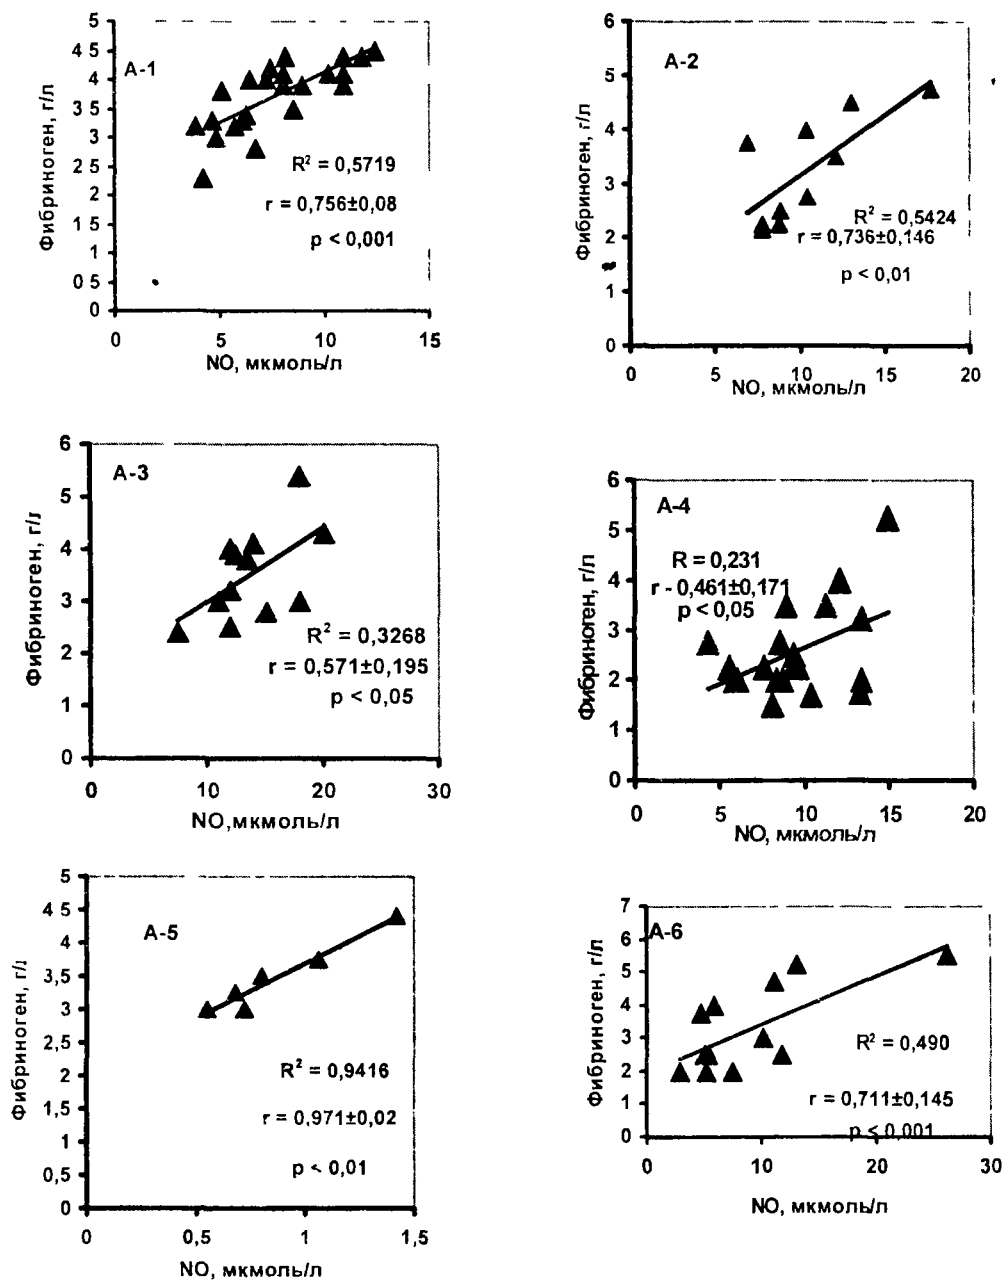 A-1
Фибриноген, г/л
5
4 5
4
3.5
3
2 5
2
1 5
1
0 5
0
R² = 0,5719
r = 0,756±0,08
p < 0,001
0 5 10 15
NO, мкмоль/л
A-2
Фибриноген, г/л
6
5
4
3
2
1
0
R² = 0,5424
r = 0,736±0,146
p < 0,01
0 5 10 15 20
NO, мкмоль/л
A-3
Фибриноген, г/л
6
5
4
3
2
1
0
R² = 0,3268
r = 0,571±0,195
p < 0,05
0 10 20 30
NO,мкмоль/л
A-4
Фибриноген, г/л
6
5
4
3
2
1
0
R = 0,231
r - 0,461±0,171
p < 0,05
0 5 10 15 20
NO, мкмоль/л
A-5
Фибриноген, г/л
5
4 5
4
3.5
3
2,5
2
1,5
1
0,5
0
R² = 0,9416
r = 0,971±0,02
p < 0,01
0 0,5 1 1,5
NO, мкмоль/л
A-6
Фибриноген, г/л
7
6
5
4
3
2
1
0
R² = 0,490
r = 0,711±0,145
p < 0,001
0 10 20 30
NO, мкмоль/л